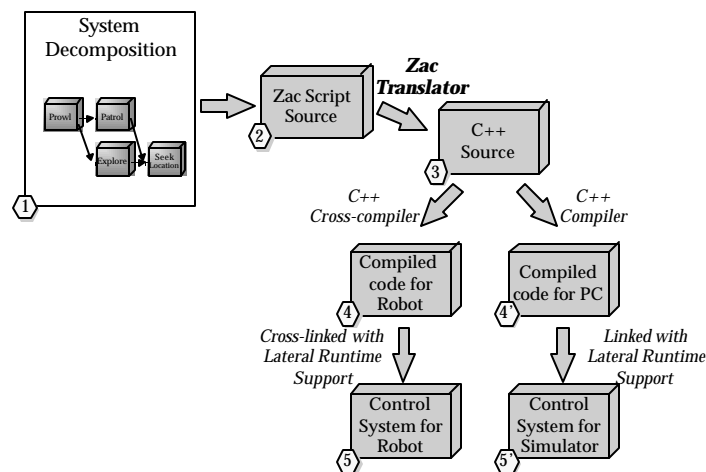 System
Decomposition
Prowl
Patrol
Explore
Seek
Location
1
Zac Script
Source
2
Zac
Translator
C++
Source
3
C++
Cross-compiler
C++
Compiler
Compiled
code for
Robot
4
Compiled
code for PC
4'
Cross-linked with
Lateral Runtime
Support
Linked with
Lateral Runtime
Support
Control
System for
Robot
5
Control
System for
Simulator
5'